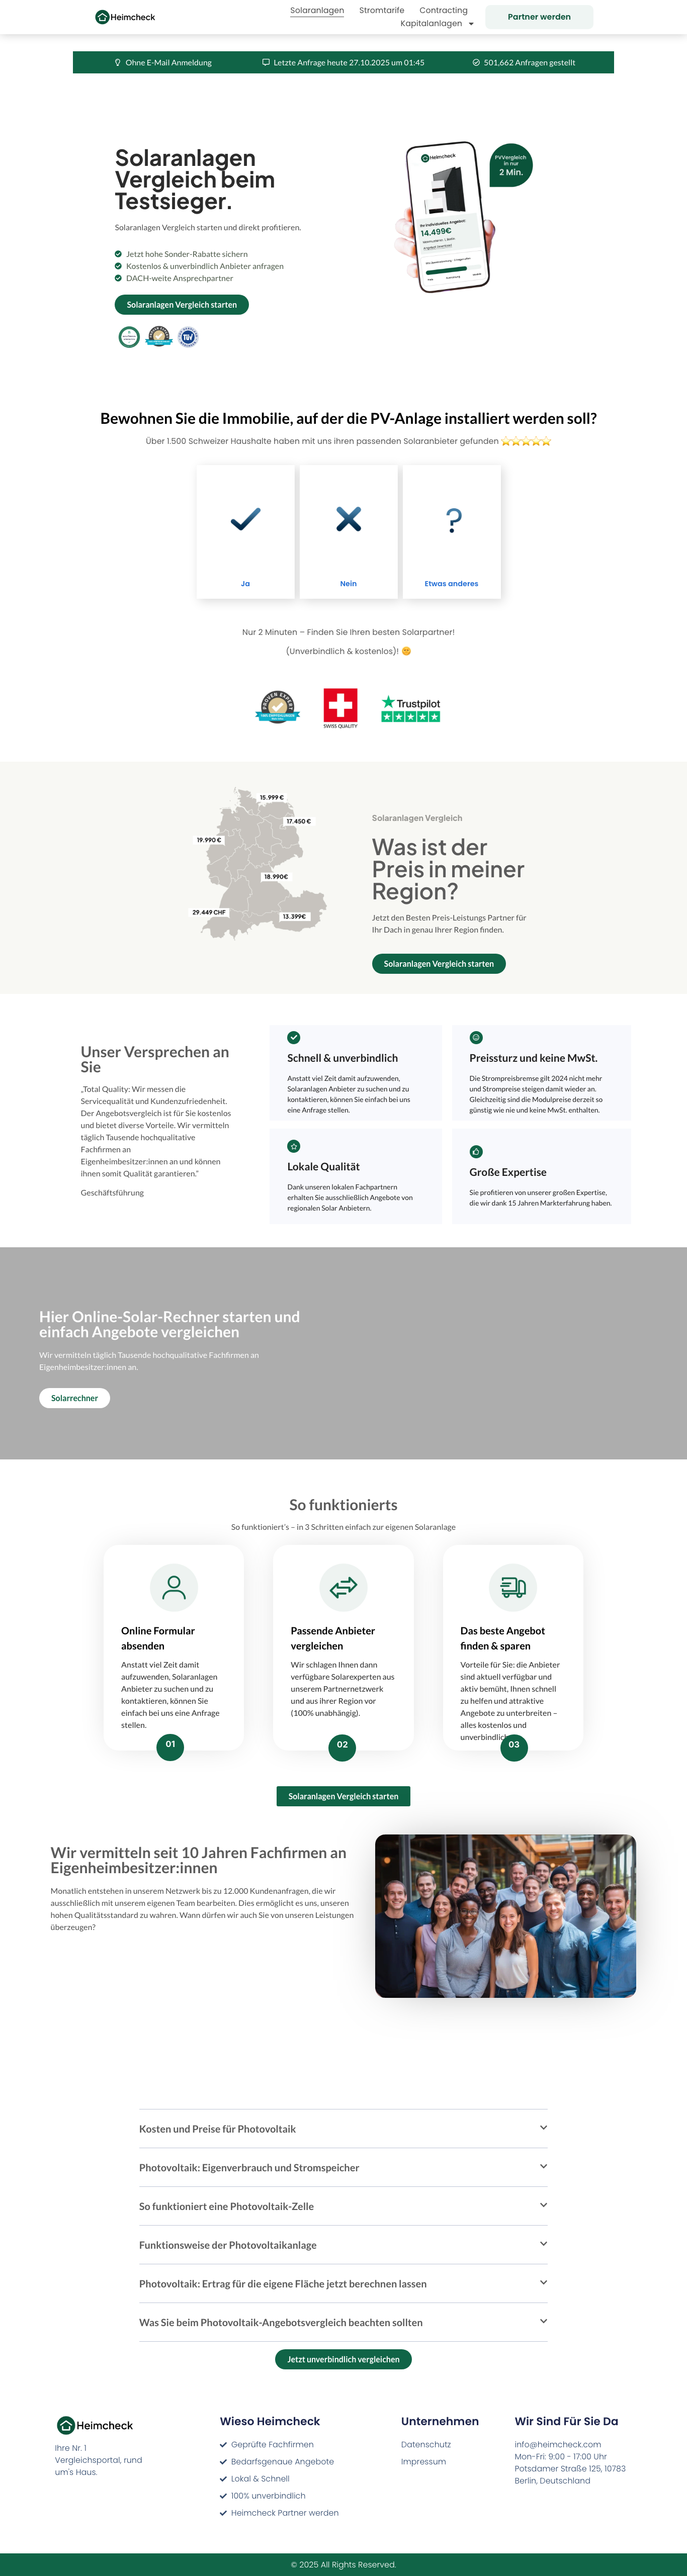 Heimcheck
Solaranlagen
Stromtarife
Contracting
Kapitalanlagen
Partner werden
Ohne E-Mail Anmeldung
Letzte Anfrage heute 27.10.2025 um 01:45
501,662 Anfragen gestellt
Solaranlagen
Vergleich beim
Testsieger.
Solaranlagen Vergleich starten und direkt profitieren.
Jetzt hohe Sonder-Rabatte sichern
Kostenlos & unverbindlich Anbieter anfragen
DACH-weite Ansprechpartner
Solaranlagen Vergleich starten
Heimcheck
14.499€
PVVergleich
in nur
2 Min.
Bewohnen Sie die Immobilie, auf der die PV-Anlage installiert werden soll?
Über 1.500 Schweizer Haushalte haben mit uns ihren passenden Solaranbieter gefunden
Ja
Nein
Etwas anderes
Nur 2 Minuten – Finden Sie Ihren besten Solarpartner!
(Unverbindlich & kostenlos)!
PROVEN EXPERT
SWISS QUALITY
Trustpilot
15.999 €
17.450 €
19.990 €
18.990€
29.449 CHF
13.399€
Solaranlagen Vergleich
Was ist der
Preis in meiner
Region?
Jetzt den Besten Preis-Leistungs Partner für
Ihr Dach in genau Ihrer Region finden.
Solaranlagen Vergleich starten
Unser Versprechen an
Sie
„Total Quality: Wir messen die
Servicequalität und Kundenzufriedenheit.
Der Angebotsvergleich ist für Sie kostenlos
und bietet diverse Vorteile. Wir vermitteln
täglich Tausende hochqualitative
Fachfirmen an
Eigenheimbesitzer:innen an und können
ihnen somit Qualität garantieren.“
Geschäftsführung
Schnell & unverbindlich
Anstatt viel Zeit damit aufzuwenden,
Solaranlagen Anbieter zu suchen und zu
kontaktieren, können Sie einfach bei uns
eine Anfrage stellen.
Preissturz und keine MwSt.
Die Strompreisbremse gilt 2024 nicht mehr
und Strompreise steigen damit wieder an.
Gleichzeitig sind die Modulpreise derzeit so
günstig wie nie und keine MwSt. enthalten.
Lokale Qualität
Dank unseren lokalen Fachpartnern
erhalten Sie ausschließlich Angebote von
regionalen Solar Anbietern.
Große Expertise
Sie profitieren von unserer großen Expertise,
die wir dank 15 Jahren Markterfahrung haben.
Hier Online-Solar-Rechner starten und
einfach Angebote vergleichen
Wir vermitteln täglich Tausende hochqualitative Fachfirmen an
Eigenheimbesitzer:innen an.
Solarrechner
So funktionierts
So funktioniert's – in 3 Schritten einfach zur eigenen Solaranlage
Online Formular
absenden
Anstatt viel Zeit damit
aufzuwenden, Solaranlagen
Anbieter zu suchen und zu
kontaktieren, können Sie
einfach bei uns eine Anfrage
stellen.
01
Passende Anbieter
vergleichen
Wir schlagen Ihnen dann
verfügbare Solarexperten aus
unserem Partnernetzwerk
und aus ihrer Region vor
(100% unabhängig).
02
Das beste Angebot
finden & sparen
Vorteile für Sie: die Anbieter
sind aktuell verfügbar und
aktiv bemüht, Ihnen schnell
zu helfen und attraktive
Angebote zu unterbreiten –
alles kostenlos und
unverbindlich
03
Solaranlagen Vergleich starten
Wir vermitteln seit 10 Jahren Fachfirmen an
Eigenheimbesitzer:innen
Monatlich entstehen in unserem Netzwerk bis zu 12.000 Kundenanfragen, die wir
ausschließlich mit unserem eigenen Team bearbeiten. Dies ermöglicht es uns, unseren
hohen Qualitätsstandard zu wahren. Wann dürfen wir auch Sie von unseren Leistungen
überzeugen?
Kosten und Preise für Photovoltaik
Photovoltaik: Eigenverbrauch und Stromspeicher
So funktioniert eine Photovoltaik-Zelle
Funktionsweise der Photovoltaikanlage
Photovoltaik: Ertrag für die eigene Fläche jetzt berechnen lassen
Was Sie beim Photovoltaik-Angebotsvergleich beachten sollten
Jetzt unverbindlich vergleichen
Heimcheck
Ihre Nr. 1
Vergleichsportal, rund
um's Haus.
Wieso Heimcheck
Geprüfte Fachfirmen
Bedarfsgenaue Angebote
Lokal & Schnell
100% unverbindlich
Heimcheck Partner werden
Unternehmen
Datenschutz
Impressum
Wir Sind Für Sie Da
info@heimcheck.com
Mon-Fri: 9:00 - 17:00 Uhr
Potsdamer Straße 125, 10783
Berlin, Deutschland
© 2025 All Rights Reserved.